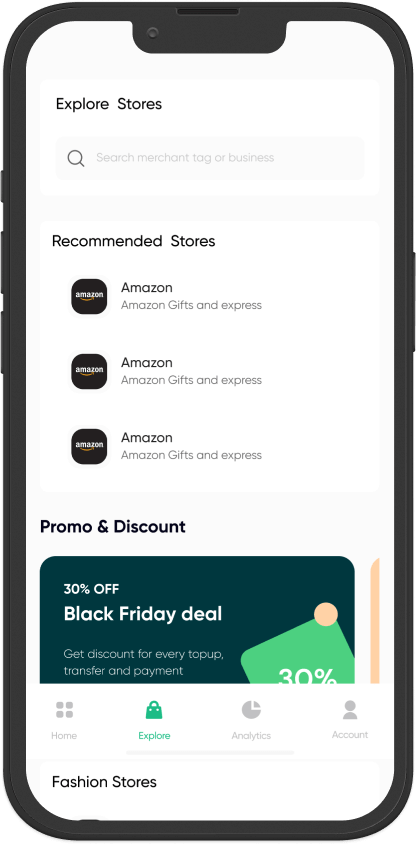 Explore Stores
Search merchant tag or business
Recommended Stores
amazon
Amazon
Amazon Gifts and express
amazon
Amazon
Amazon Gifts and express
amazon
Amazon
Amazon Gifts and express
Promo & Discount
30% OFF
Black Friday deal
Get discount for every topup,
transfer and payment
30%
Home
Explore
Analytics
Account
Fashion Stores